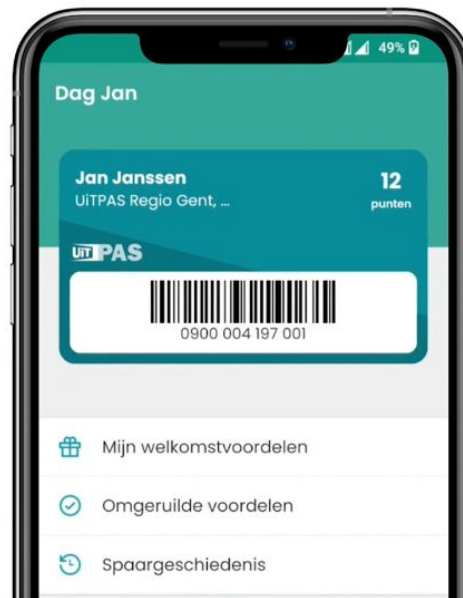 49%
Dag Jan
Jan Janssen
12
UiTPAS Regio Gent, ...
punten
UiTPAS
0900 004 197 001
Mijn welkomstvoordelen
Omgeruilde voordelen
Spaargeschiedenis